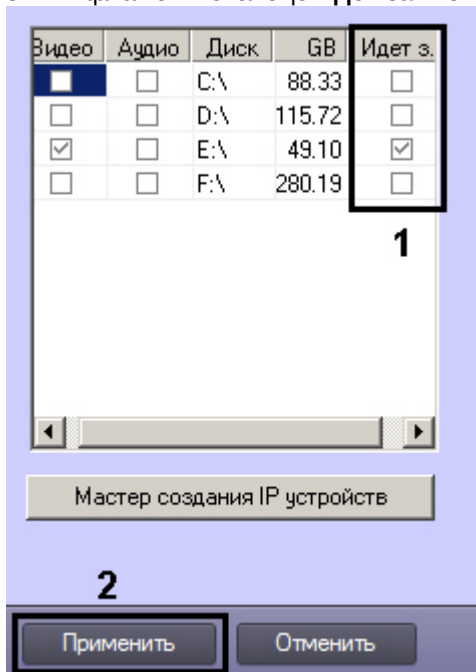 Видео Аудио Диск GB Идет з.
C:\ 88.33
D:\ 115.72
E:\ 49.10
F:\ 280.19
1
Мастер создания IP устройств
2
Применить Отменить